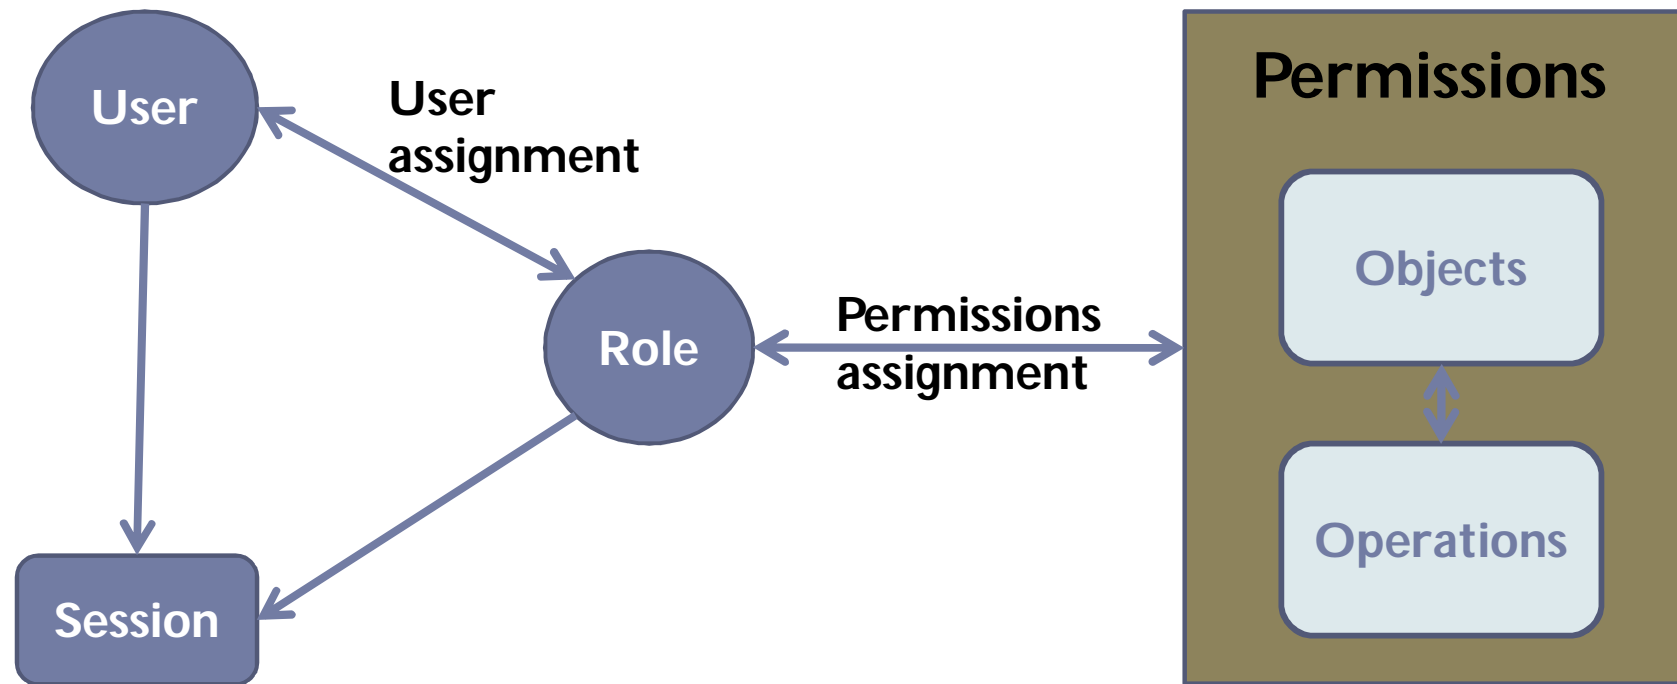 User
User
assignment
Permissions
Objects
Role
Permissions
assignment
Operations
Session